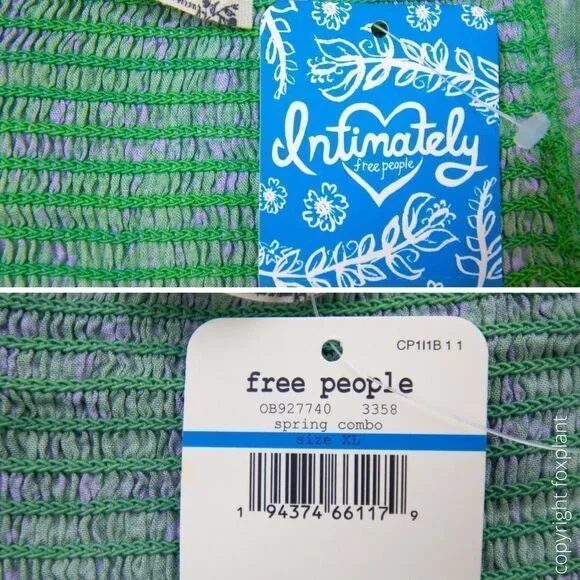 Intimately
free people
CP1I1B 1 1
free people
OB927740 3358
spring combo
size XL
1 94374 66117 9
copyright foxplant